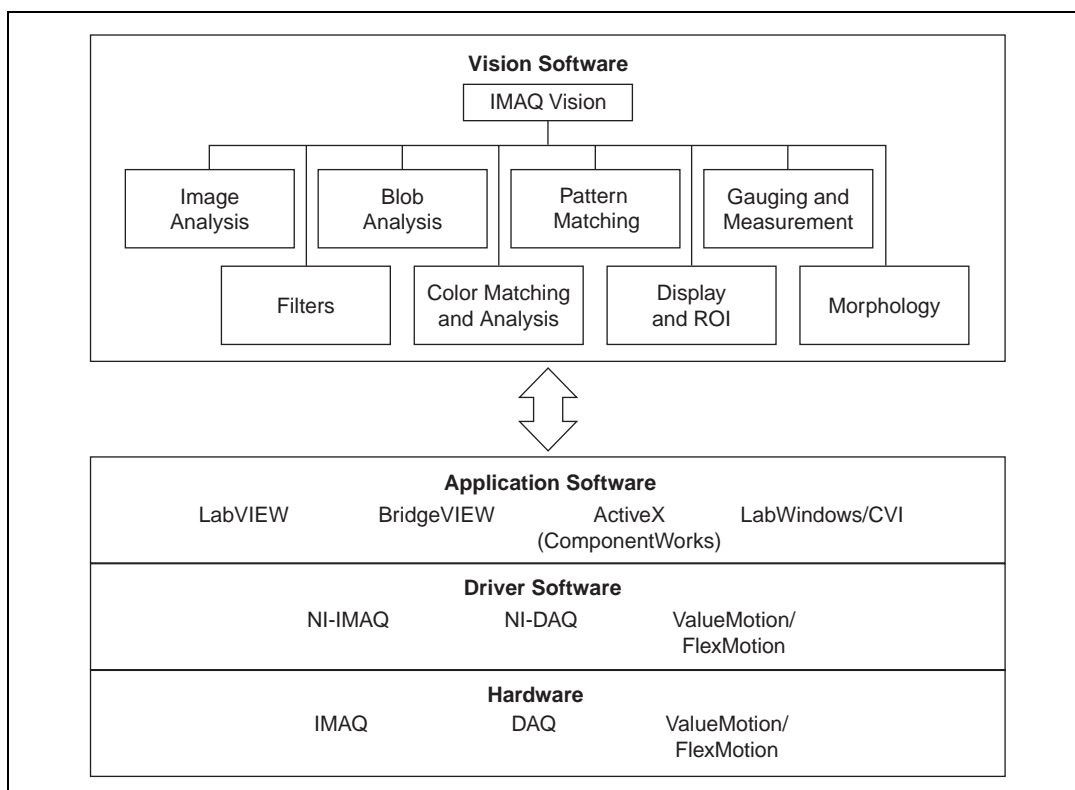 Vision Software
IMAQ Vision
Image
Analysis
Blob
Analysis
Pattern
Matching
Gauging and
Measurement
Filters
Color Matching
and Analysis
Display
and ROI
Morphology
Application Software
LabVIEW
BridgeVIEW
ActiveX
(ComponentWorks)
LabWindows/CVI
Driver Software
NI-IMAQ
NI-DAQ
ValueMotion/
FlexMotion
Hardware
IMAQ
DAQ
ValueMotion/
FlexMotion